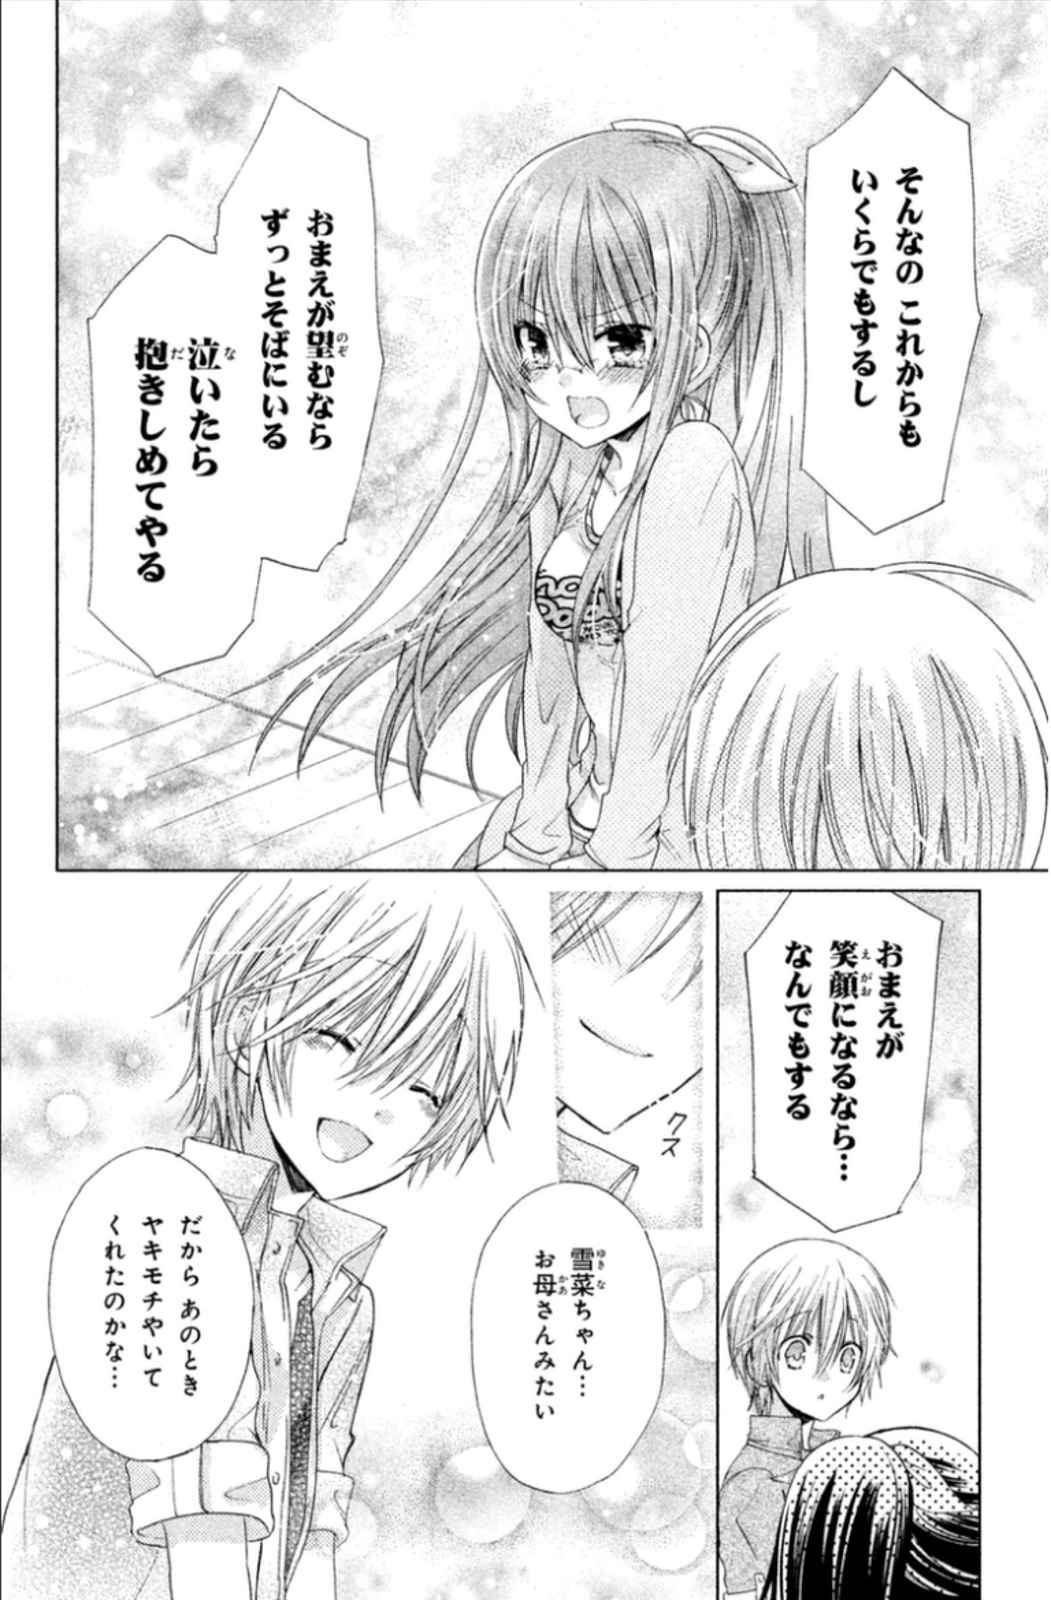 そんなの これからも
いくらでもするし
おまえが望むなら
ずっとそばにいる
泣いたら
抱きしめてやる
おまえが
笑顔になるなら…
なんでもする
クス
雪菜ちゃん…
お母さんみたい
だから あのとき
ヤキモチやいて
くれたのかな…